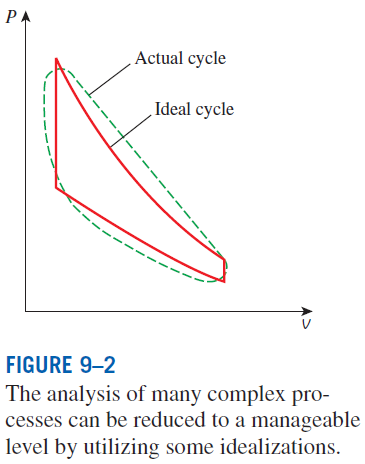 P
Actual cycle
Ideal cycle
v
FIGURE 9–2
The analysis of many complex pro-
cesses can be reduced to a manageable
level by utilizing some idealizations.